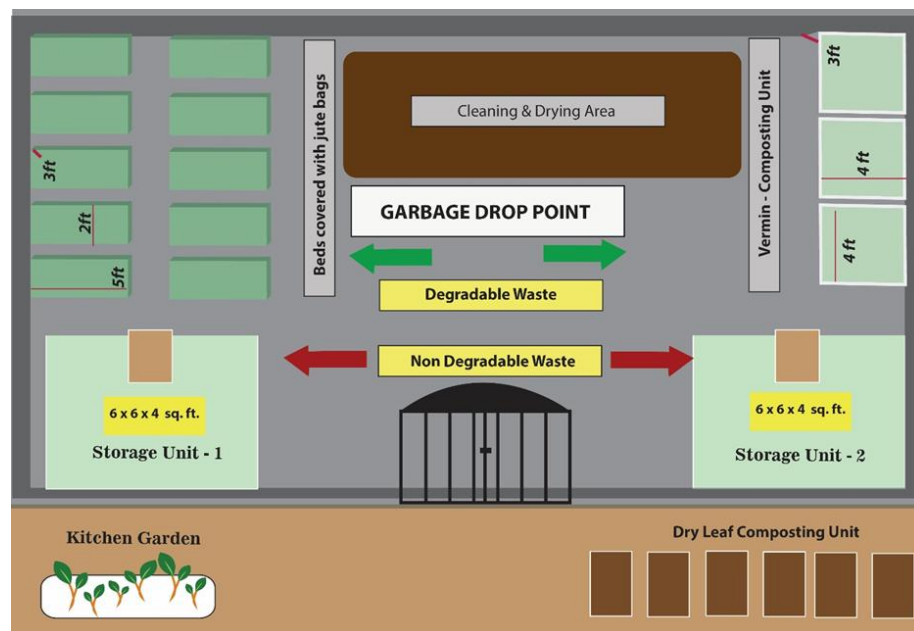 3ft
2ft
5ft
Beds covered with jute bags
Cleaning & Drying Area
GARBAGE DROP POINT
Degradable Waste
Non Degradable Waste
Vermin - Composting Unit
3ft
4 ft
4 ft
6 x 6 x 4 sq. ft.
Storage Unit - 1
6 x 6 x 4 sq. ft.
Storage Unit - 2
Kitchen Garden
Dry Leaf Composting Unit